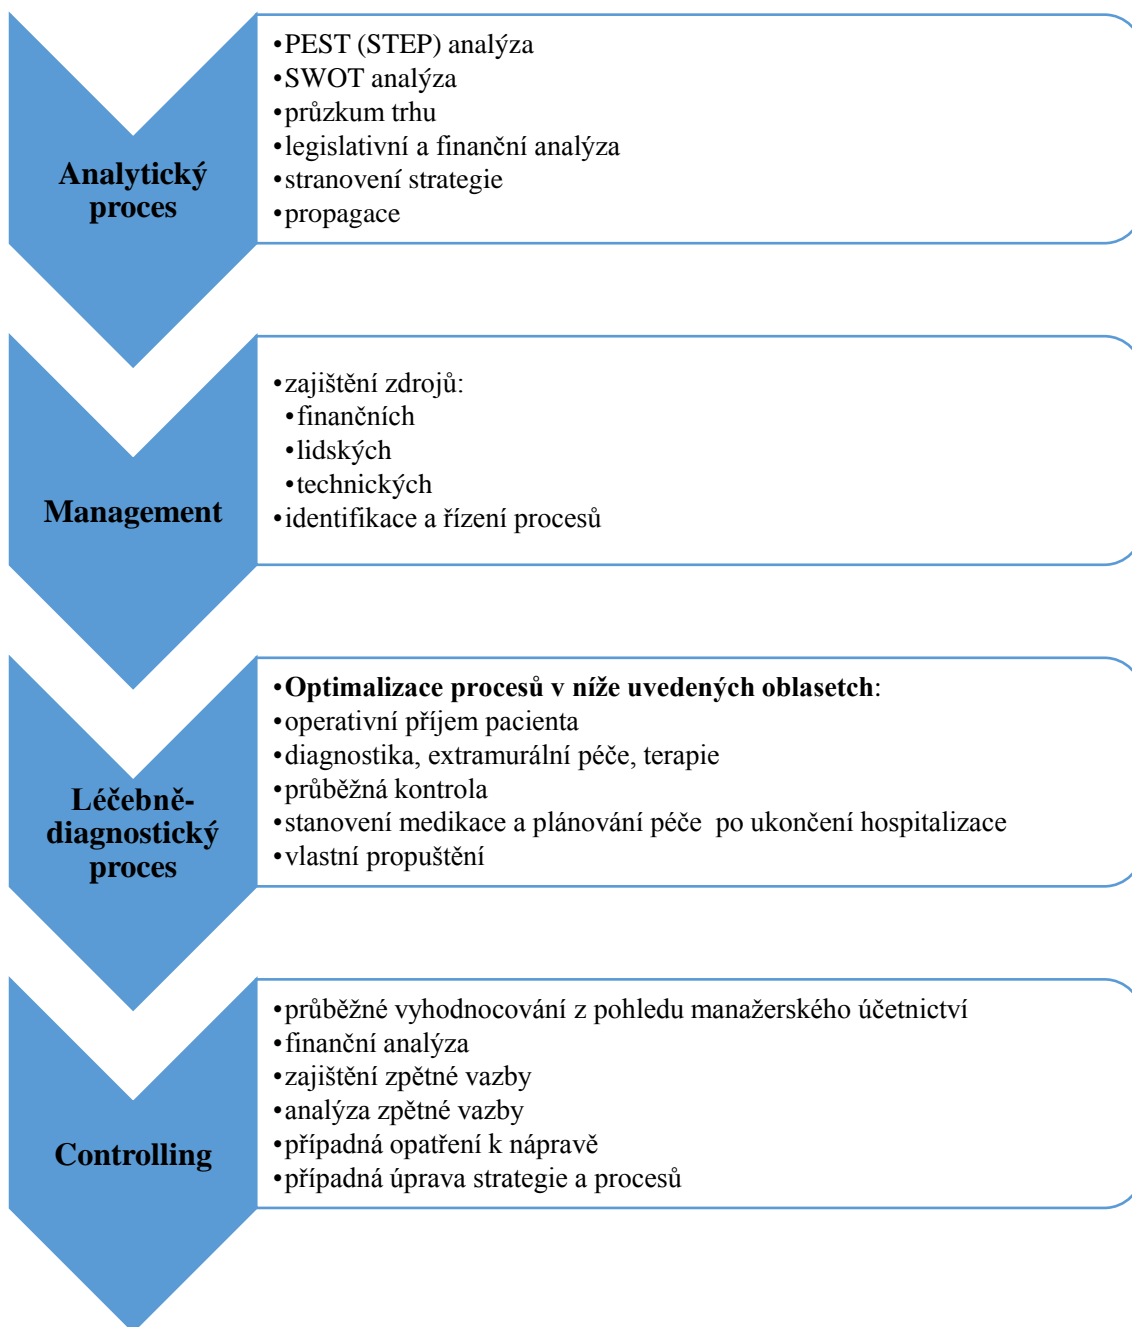 Analytický
proces
•PEST (STEP) analýza
•SWOT analýza
•průzkum trhu
•legislativní a finanční analýza
•stranovení strategie
•propagace
Management
•zajištění zdrojů:
•finančních
•lidských
•technických
•identifikace a řízení procesů
Léčebně-
diagnostický
proces
•Optimalizace procesů v níže uvedených oblasetch:
•operativní příjem pacienta
•diagnostika, extramurální péče, terapie
•průběžná kontrola
•stanovení medikace a plánování péče  po ukončení hospitalizace
•vlastní propuštění
Controlling
•průběžné vyhodnocování z pohledu manažerského účetnictví
•finanční analýza
•zajištění zpětné vazby
•analýza zpětné vazby
•případná opatření k nápravě
•případná úprava strategie a procesů